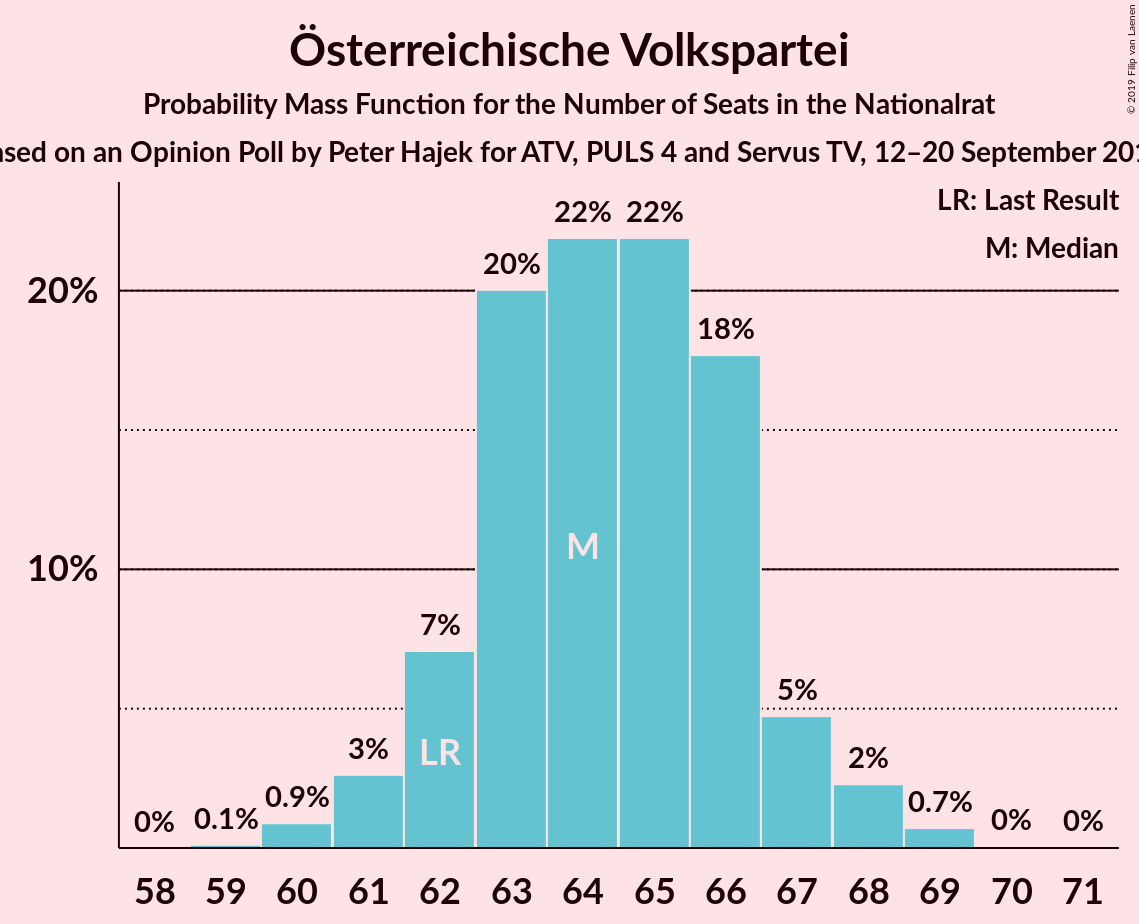 Österreichische Volkspartei
Probability Mass Function for the Number of Seats in the Nationalrat
on an Opinion Poll by Peter Hajek for ATV, PULS 4 and Servus TV, 12–20 September
© 2019 Filip van Laenen
LR: Last Result
M: Median
22% 22%
20%
20%
18%
M
10%
7%
5%
LR
3%
2%
0.9%
0.7%
0% 0.1% 0% 0%
58 59 60 61 62 63 64 65 66 67 68 69 70 71